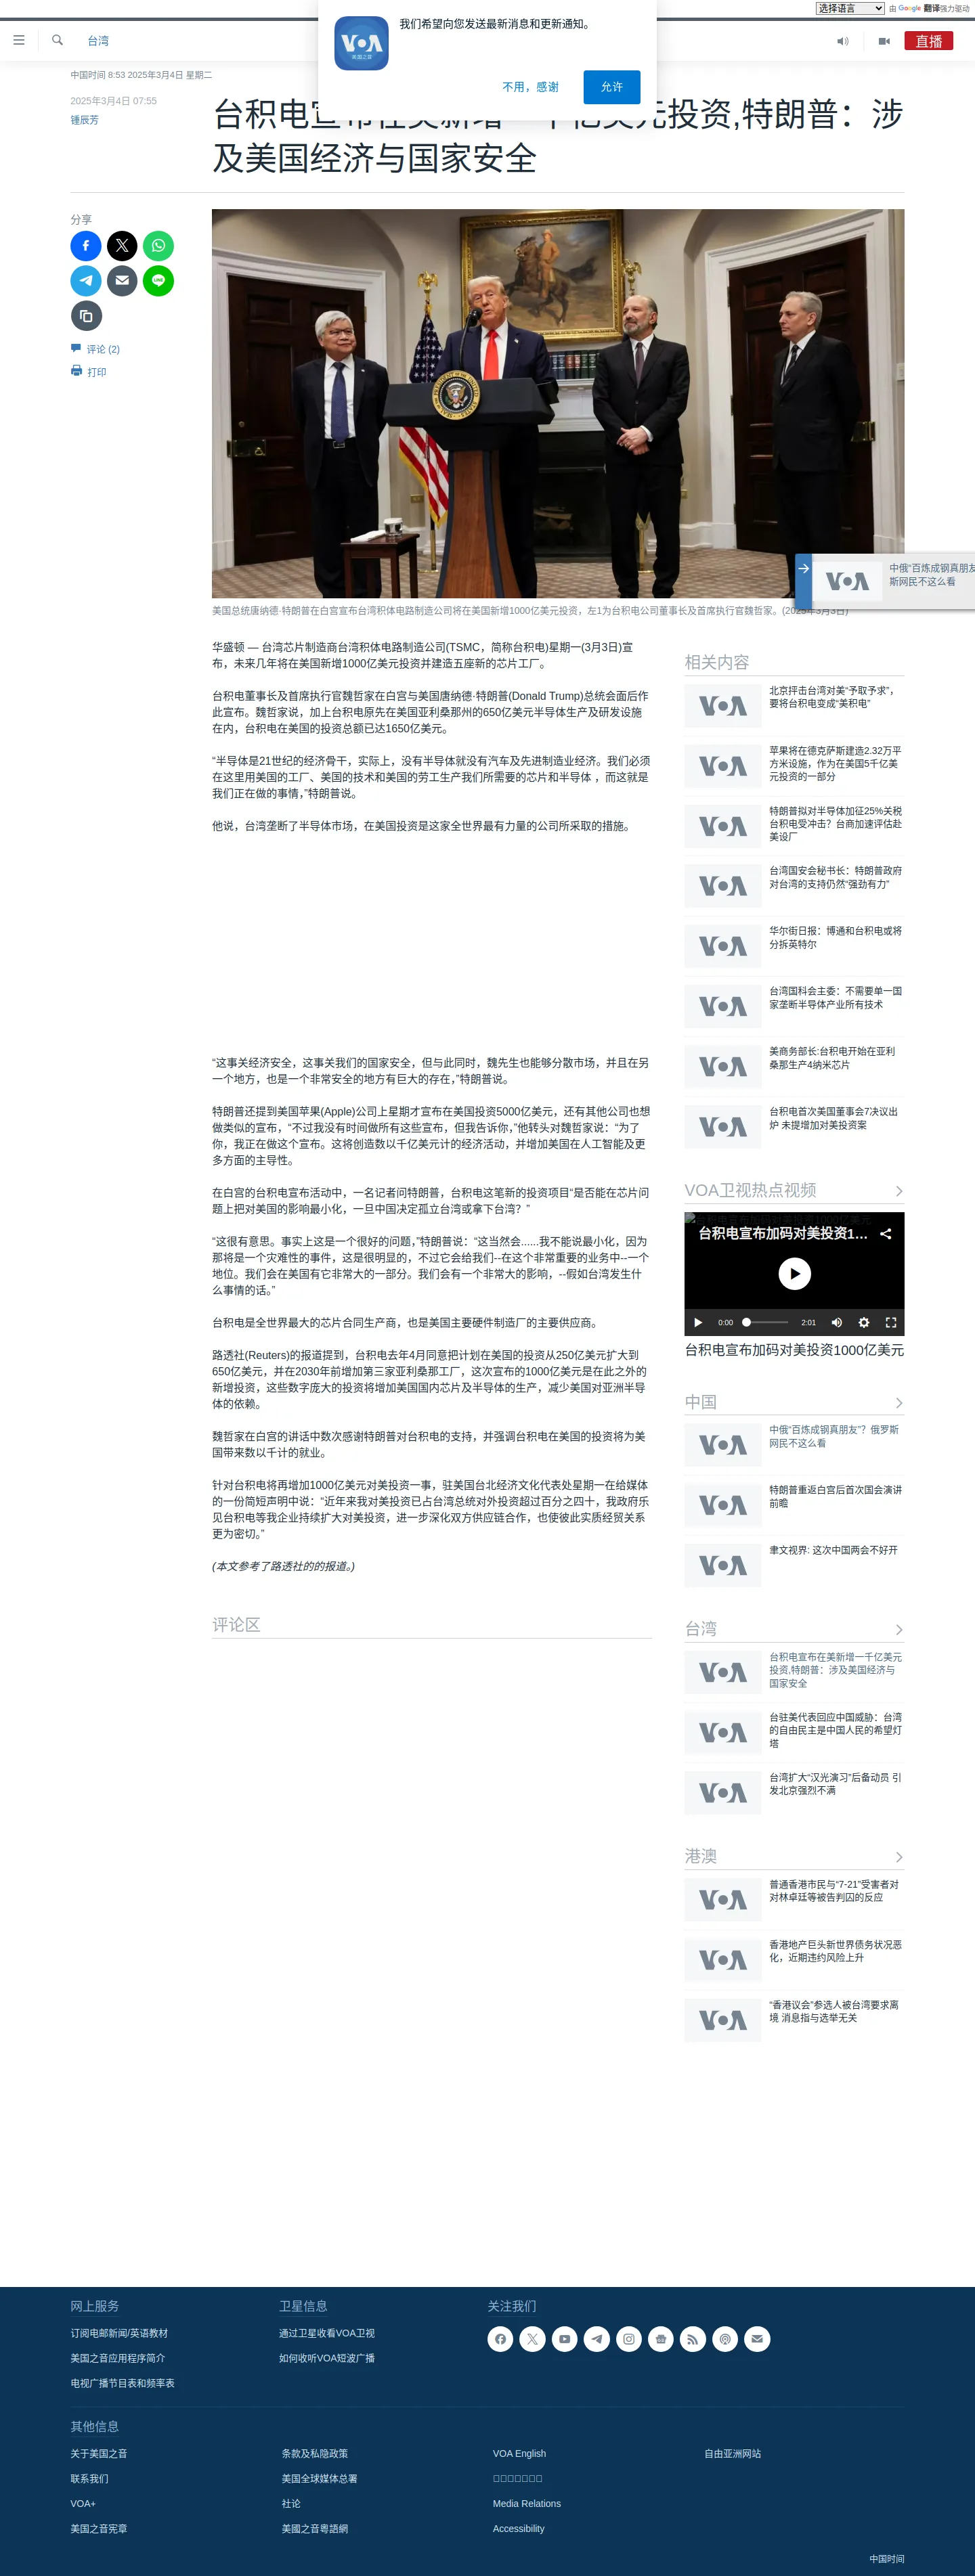 选择语言 由 Google 翻译强力驱动
我们希望向您发送最新消息和更新通知。
VOA
美国之音
不用，感谢
允许
台湾
直播
中国时间 8:53 2025年3月4日 星期二
2025年3月4日 07:55
锺辰芳
及美国经济与国家安全
分享
LINE
评论 (2)
打印
美国总统唐纳德·特朗普在白宫宣布台湾积体电路制造公司将在美国新增1000亿美元投资，左1为台积电公司董事长及首席执行官魏哲家。(2025年3月3日)
VOA
中俄“百炼成钢真朋友
斯网民不这么看
华盛顿 — 台湾芯片制造商台湾积体电路制造公司(TSMC，简称台积电)星期一(3月3日)宣
布，未来几年将在美国新增1000亿美元投资并建造五座新的芯片工厂。
台积电董事长及首席执行官魏哲家在白宫与美国唐纳德·特朗普(Donald Trump)总统会面后作
此宣布。魏哲家说，加上台积电原先在美国亚利桑那州的650亿美元半导体生产及研发设施
在内，台积电在美国的投资总额已达1650亿美元。
“半导体是21世纪的经济骨干，实际上，没有半导体就没有汽车及先进制造业经济。我们必须
在这里用美国的工厂、美国的技术和美国的劳工生产我们所需要的芯片和半导体 ，而这就是
我们正在做的事情，”特朗普说。
他说，台湾垄断了半导体市场，在美国投资是这家全世界最有力量的公司所采取的措施。
“这事关经济安全，这事关我们的国家安全，但与此同时，魏先生也能够分散市场，并且在另
一个地方，也是一个非常安全的地方有巨大的存在，”特朗普说。
特朗普还提到美国苹果(Apple)公司上星期才宣布在美国投资5000亿美元，还有其他公司也想
做类似的宣布，“不过我没有时间做所有这些宣布，但我告诉你，”他转头对魏哲家说：“为了
你，我正在做这个宣布。这将创造数以千亿美元计的经济活动，并增加美国在人工智能及更
多方面的主导性。
在白宫的台积电宣布活动中，一名记者问特朗普，台积电这笔新的投资项目“是否能在芯片问
题上把对美国的影响最小化，一旦中国决定孤立台湾或拿下台湾？”
“这很有意思。事实上这是一个很好的问题，”特朗普说：“这当然会......我不能说最小化，因为
那将是一个灾难性的事件，这是很明显的，不过它会给我们--在这个非常重要的业务中--一个
地位。我们会在美国有它非常大的一部分。我们会有一个非常大的影响，--假如台湾发生什
么事情的话。”
台积电是全世界最大的芯片合同生产商，也是美国主要硬件制造厂的主要供应商。
路透社(Reuters)的报道提到，台积电去年4月同意把计划在美国的投资从250亿美元扩大到
650亿美元，并在2030年前增加第三家亚利桑那工厂，这次宣布的1000亿美元是在此之外的
新增投资，这些数字庞大的投资将增加美国国内芯片及半导体的生产，减少美国对亚洲半导
体的依赖。
魏哲家在白宫的讲话中数次感谢特朗普对台积电的支持，并强调台积电在美国的投资将为美
国带来数以千计的就业。
针对台积电将再增加1000亿美元对美投资一事，驻美国台北经济文化代表处星期一在给媒体
的一份简短声明中说：“近年来我对美投资已占台湾总统对外投资超过百分之四十，我政府乐
见台积电等我企业持续扩大对美投资，进一步深化双方供应链合作，也使彼此实质经贸关系
更为密切。”
(本文参考了路透社的的报道。)
评论区
相关内容
VOA
北京抨击台湾对美“予取予求”，
要将台积电变成“美积电”
VOA
苹果将在德克萨斯建造2.32万平
方米设施，作为在美国5千亿美
元投资的一部分
VOA
特朗普拟对半导体加征25%关税
台积电受冲击？台商加速评估赴
美设厂
VOA
台湾国安会秘书长：特朗普政府
对台湾的支持仍然“强劲有力”
VOA
华尔街日报：博通和台积电或将
分拆英特尔
VOA
台湾国科会主委：不需要单一国
家垄断半导体产业所有技术
VOA
美商务部长:台积电开始在亚利
桑那生产4纳米芯片
VOA
台积电首次美国董事会7决议出
炉 未提增加对美投资案
VOA卫视热点视频
台积电宣布加码对美投资1...
0:00
2:01
台积电宣布加码对美投资1000亿美元
中国
VOA
中俄“百炼成钢真朋友”？俄罗斯
网民不这么看
VOA
特朗普重返白宫后首次国会演讲
前瞻
VOA
聿文视界: 这次中国两会不好开
台湾
VOA
台积电宣布在美新增一千亿美元
投资,特朗普：涉及美国经济与
国家安全
VOA
台驻美代表回应中国威胁：台湾
的自由民主是中国人民的希望灯
塔
VOA
台湾扩大“汉光演习”后备动员 引
发北京强烈不满
港澳
VOA
普通香港市民与“7-21”受害者对
对林卓廷等被告判囚的反应
VOA
香港地产巨头新世界债务状况恶
化，近期违约风险上升
VOA
“香港议会”参选人被台湾要求离
境 消息指与选举无关
网上服务
订阅电邮新闻/英语教材
美国之音应用程序简介
电视广播节目表和频率表
卫星信息
通过卫星收看VOA卫视
如何收听VOA短波广播
关注我们
其他信息
关于美国之音
联系我们
VOA+
美国之音宪章
条款及私隐政策
美国全球媒体总署
社论
美國之音粵語網
VOA English
Media Relations
Accessibility
自由亚洲网站
中国时间